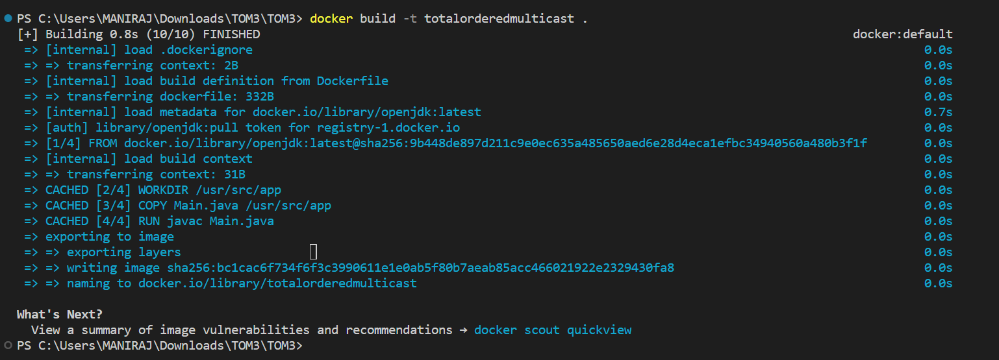 PS C:\Users\MANIRAJ\Downloads\TOM3\TOM3> docker build -t totalorderedmulticast .
[+] Building 0.8s (10/10) FINISHED docker:default
=> [internal] load .dockerignore 0.0s
=> => transferring context: 2B 0.0s
=> [internal] load build definition from Dockerfile 0.0s
=> => transferring dockerfile: 332B 0.0s
=> [internal] load metadata for docker.io/library/openjdk:latest 0.7s
=> [auth] library/openjdk:pull token for registry-1.docker.io 0.0s
=> [1/4] FROM docker.io/library/openjdk:latest@sha256:9b448de897d211c9e0ec635a485650aed6e28d4eca1efbc34940560a480b3f1f 0.0s
=> [internal] load build context 0.0s
=> => transferring context: 31B 0.0s
=> CACHED [2/4] WORKDIR /usr/src/app 0.0s
=> CACHED [3/4] COPY Main.java /usr/src/app 0.0s
=> CACHED [4/4] RUN javac Main.java 0.0s
=> exporting to image 0.0s
=> => exporting layers 0.0s
=> => writing image sha256:bc1cac6f734f6f3c3990611e1e0ab5f80b7aeab85acc466021922e2329430fa8 0.0s
=> => naming to docker.io/library/totalorderedmulticast 0.0s
What's Next?
View a summary of image vulnerabilities and recommendations → docker scout quickview
PS C:\Users\MANIRAJ\Downloads\TOM3\TOM3>